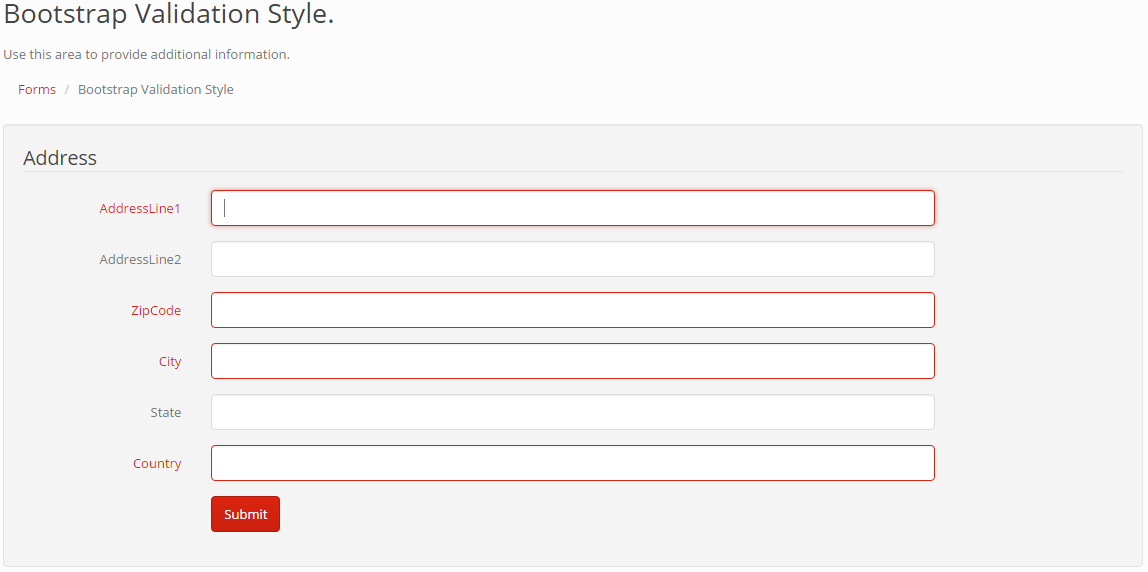 Bootstrap Validation Style.
Use this area to provide additional information.
Forms / Bootstrap Validation Style
Address
AddressLine1
AddressLine2
ZipCode
City
State
Country
Submit